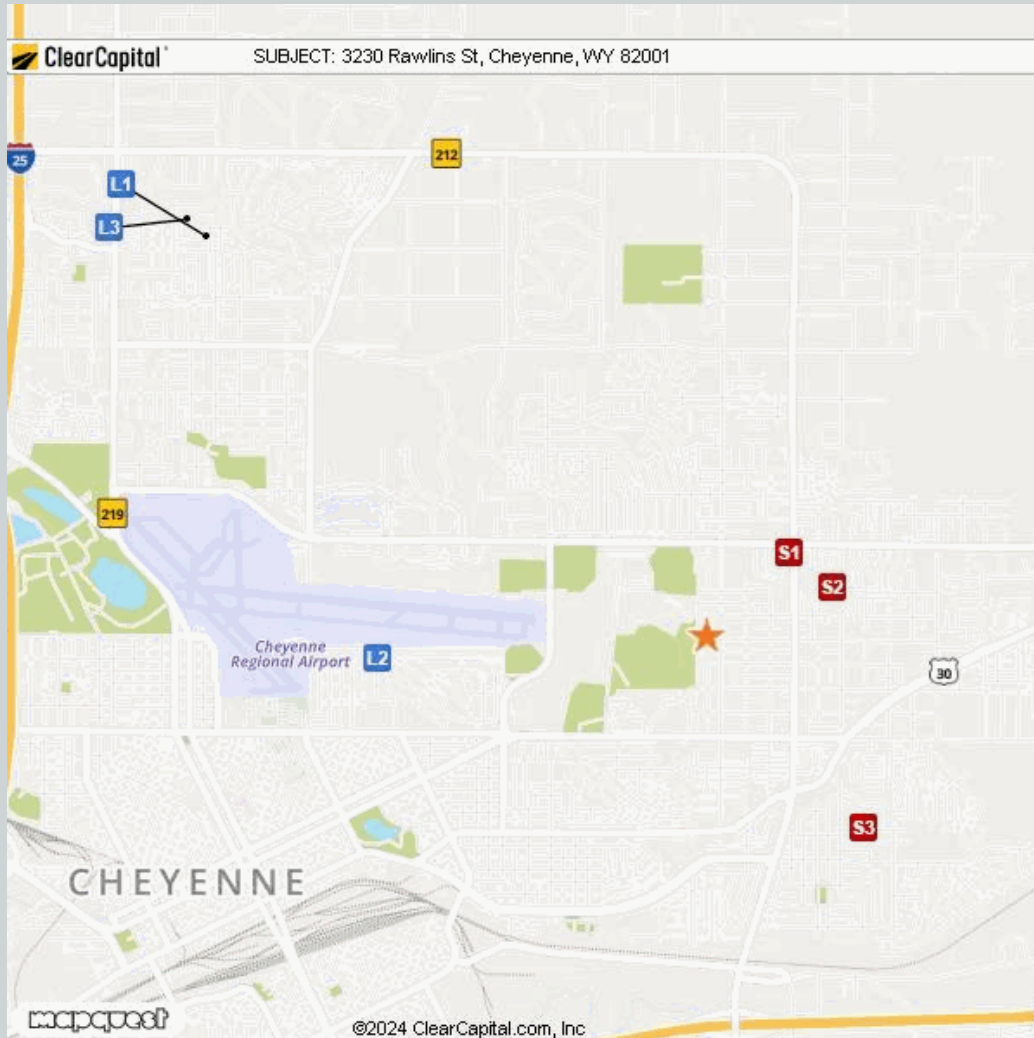 ClearCapital®
SUBJECT: 3230 Rawlins St, Cheyenne, WY 82001
25
212
L1
L3
219
S1
S2
Cheyenne
Regional Airport
L2
30
S3
CHEYENNE
mapquest
©2024 ClearCapital.com, Inc